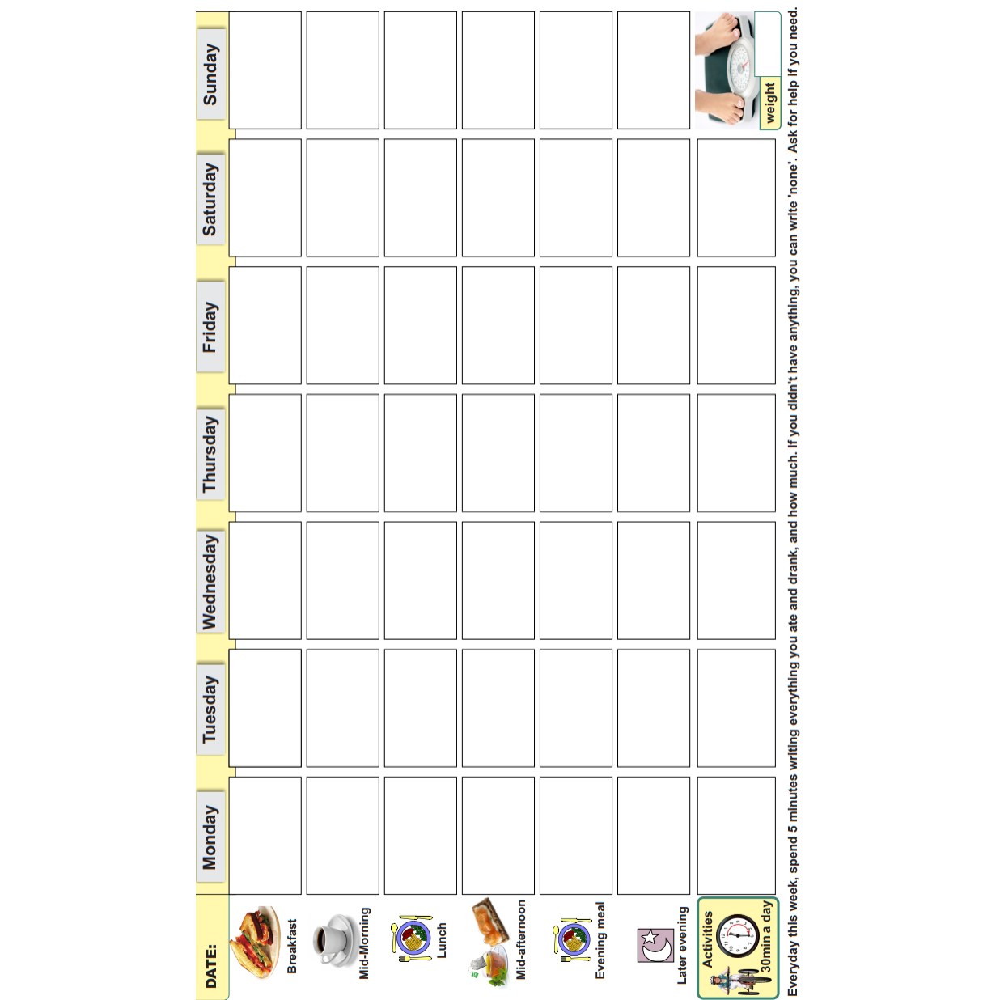 DATE:
Monday
Tuesday
Wednesday
Thursday
Friday
Saturday
Sunday
Breakfast
Mid-Morning
Lunch
Mid-afternoon
Evening meal
Later evening
Activities
30min a day
weight
Everyday this week, spend 5 minutes writing everything you ate and drank, and how much. If you didn't have anything, you can write 'none'. Ask for help if you need.